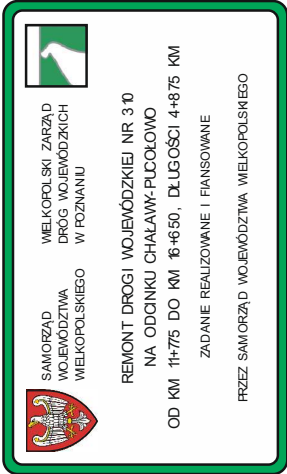 SAMORZĄD
WOJEWÓDZTWA
WIELKOPOLSKIEGO
WIELKOPOLSKI ZARZĄD
DRÓG WOJEWÓDZKICH
W POZNANIU
REMONT DROGI WOJEWÓDZKIEJ NR 310
NA ODCINKU CHAŁAWY-PUCOŁOWO
OD KM 11+775 DO KM 16+650, DŁUGOŚCI 4+875 KM
ZADANIE REALIZOWANE I FIANSOWANE
PRZEZ SAMORZĄD WOJEWÓDZTWA WIELKOPOLSKIEGO